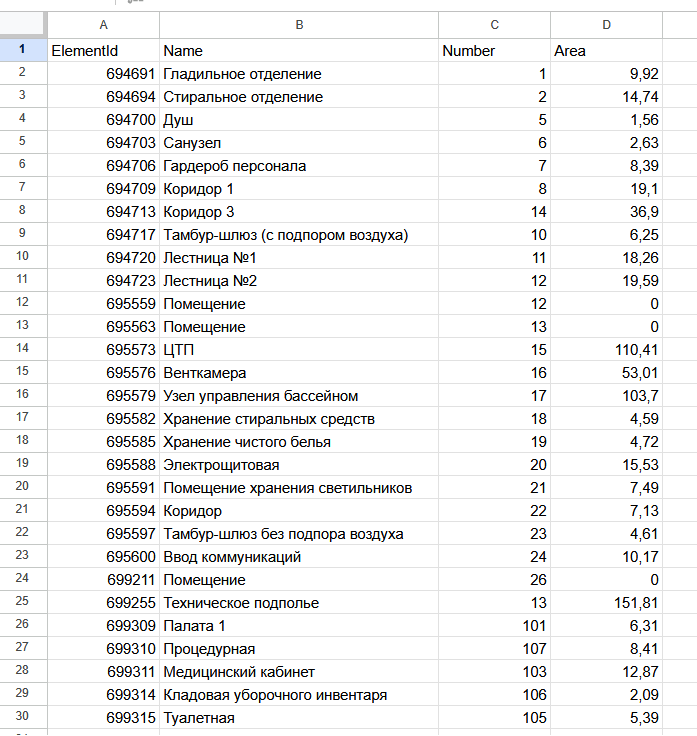 A B C D
1 ElementId Name Number Area
2 694691 Гладильное отделение 1 9,92
3 694694 Стиральное отделение 2 14,74
4 694700 Душ 5 1,56
5 694703 Санузел 6 2,63
6 694706 Гардероб персонала 7 8,39
7 694709 Коридор 1 8 19,1
8 694713 Коридор 3 14 36,9
9 694717 Тамбур-шлюз (с подпором воздуха) 10 6,25
10 694720 Лестница №1 11 18,26
11 694723 Лестница №2 12 19,59
12 695559 Помещение 12 0
13 695563 Помещение 13 0
14 695573 ЦТП 15 110,41
15 695576 Венткамера 16 53,01
16 695579 Узел управления бассейном 17 103,7
17 695582 Хранение стиральных средств 18 4,59
18 695585 Хранение чистого белья 19 4,72
19 695588 Электрощитовая 20 15,53
20 695591 Помещение хранения светильников 21 7,49
21 695594 Коридор 22 7,13
22 695597 Тамбур-шлюз без подпора воздуха 23 4,61
23 695600 Ввод коммуникаций 24 10,17
24 699211 Помещение 26 0
25 699255 Техническое подполье 13 151,81
26 699309 Палата 1 101 6,31
27 699310 Процедурная 107 8,41
28 699311 Медицинский кабинет 103 12,87
29 699314 Кладовая уборочного инвентаря 106 2,09
30 699315 Туалетная 105 5,39